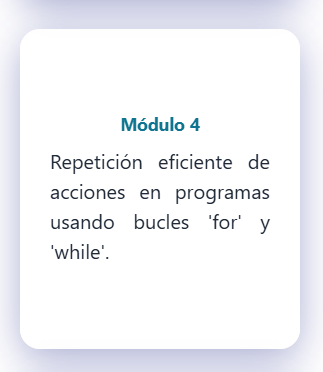 Módulo 4
Repetición eficiente de
acciones en programas
usando bucles 'for' y
'while'.